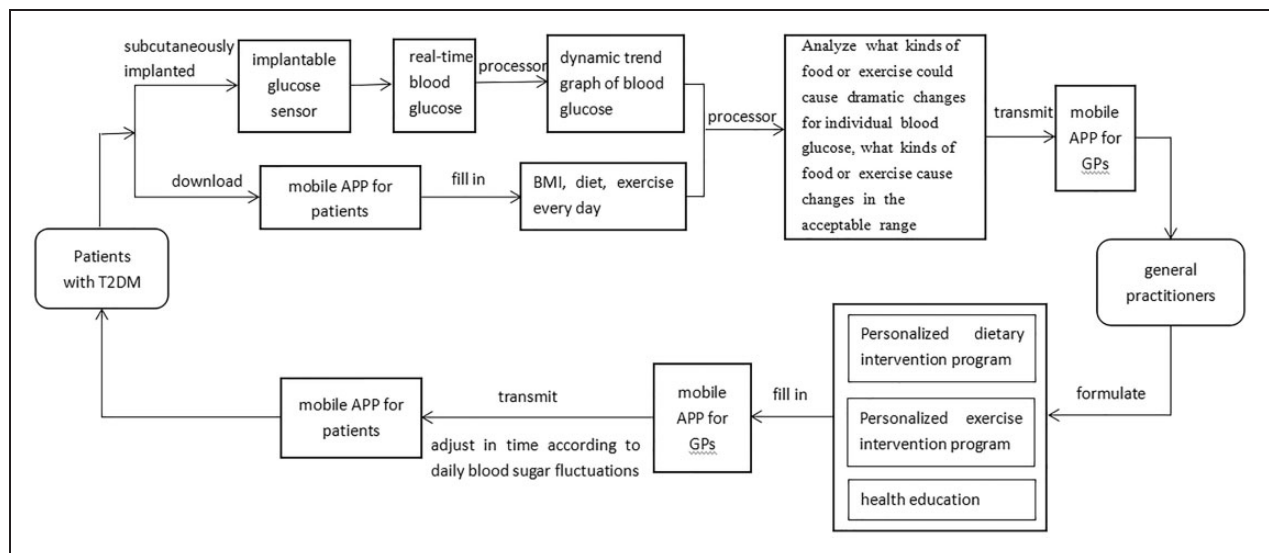 subcutaneously
implanted
implantable
glucose
sensor
real-time
blood
glucose
processor
dynamic trend
graph of blood
glucose
download
mobile APP for
patients
fill in
BMI, diet, exercise
every day
processor
Analyze what kinds of
food or exercise could
cause dramatic changes
for individual blood
glucose, what kinds of
food or exercise cause
changes in the
acceptable range
transmit
mobile
APP for
GPs
general
practitioners
formulate
Personalized dietary
intervention program
Personalized exercise
intervention program
health education
fill in
mobile
APP for
GPs
transmit
adjust in time according to
daily blood sugar fluctuations
mobile APP for
patients
Patients
with T2DM